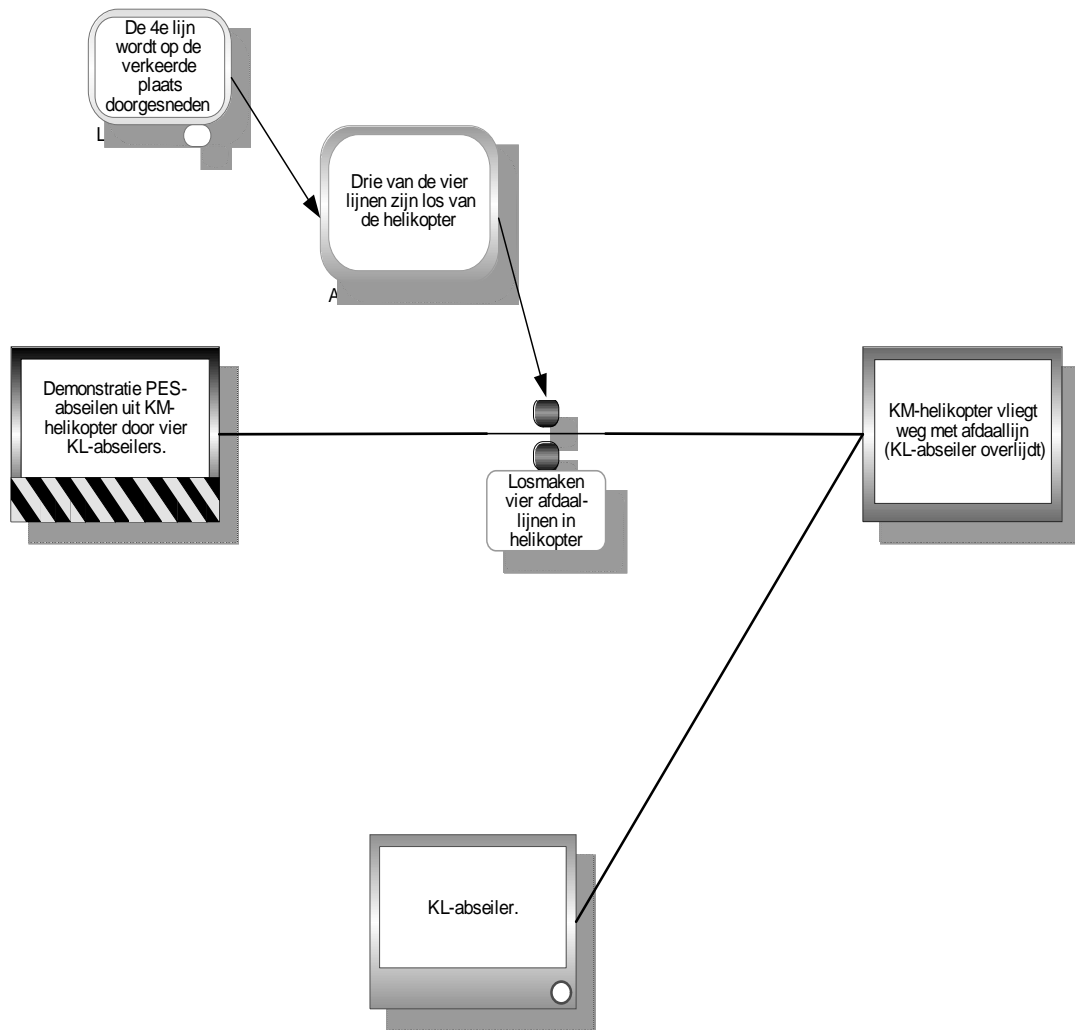 De 4e lijn
wordt op de
verkeerde
plaats
doorgesneden
L
Drie van de vier
lijnen zijn los van
de helikopter
A
Demonstratie PES-
abseilen uit KM-
helikopter door vier
KL-abseilers.
KM-helikopter vliegt
weg met afdaallijn
(KL-abseiler overlijdt)
Losmaken
vier afdaal-
lijnen in
helikopter
KL-abseiler.